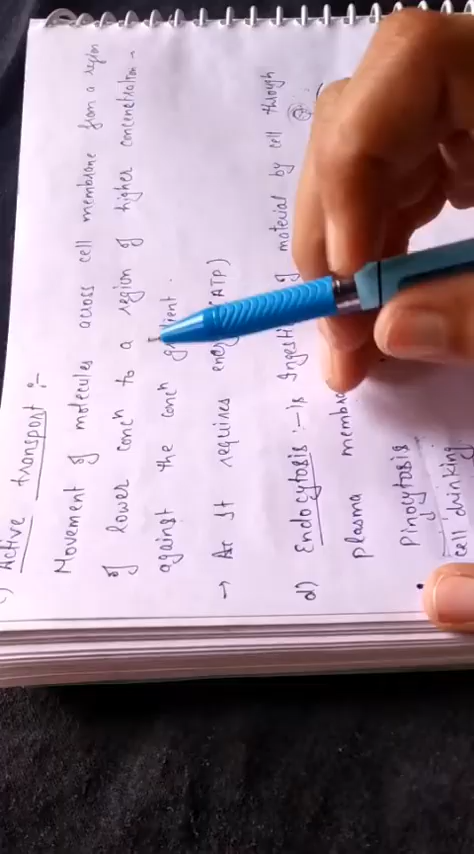 c) Active transport :-
Movement of molecules across cell membrane from a region
of lower concⁿ to a region of higher concentration -
against the concⁿ gradient.
→ It requires energy (ATP)
d) Endocytosis :- is Ingestion of material by cell through
plasma membrane
Pinocytosis
cell drinking